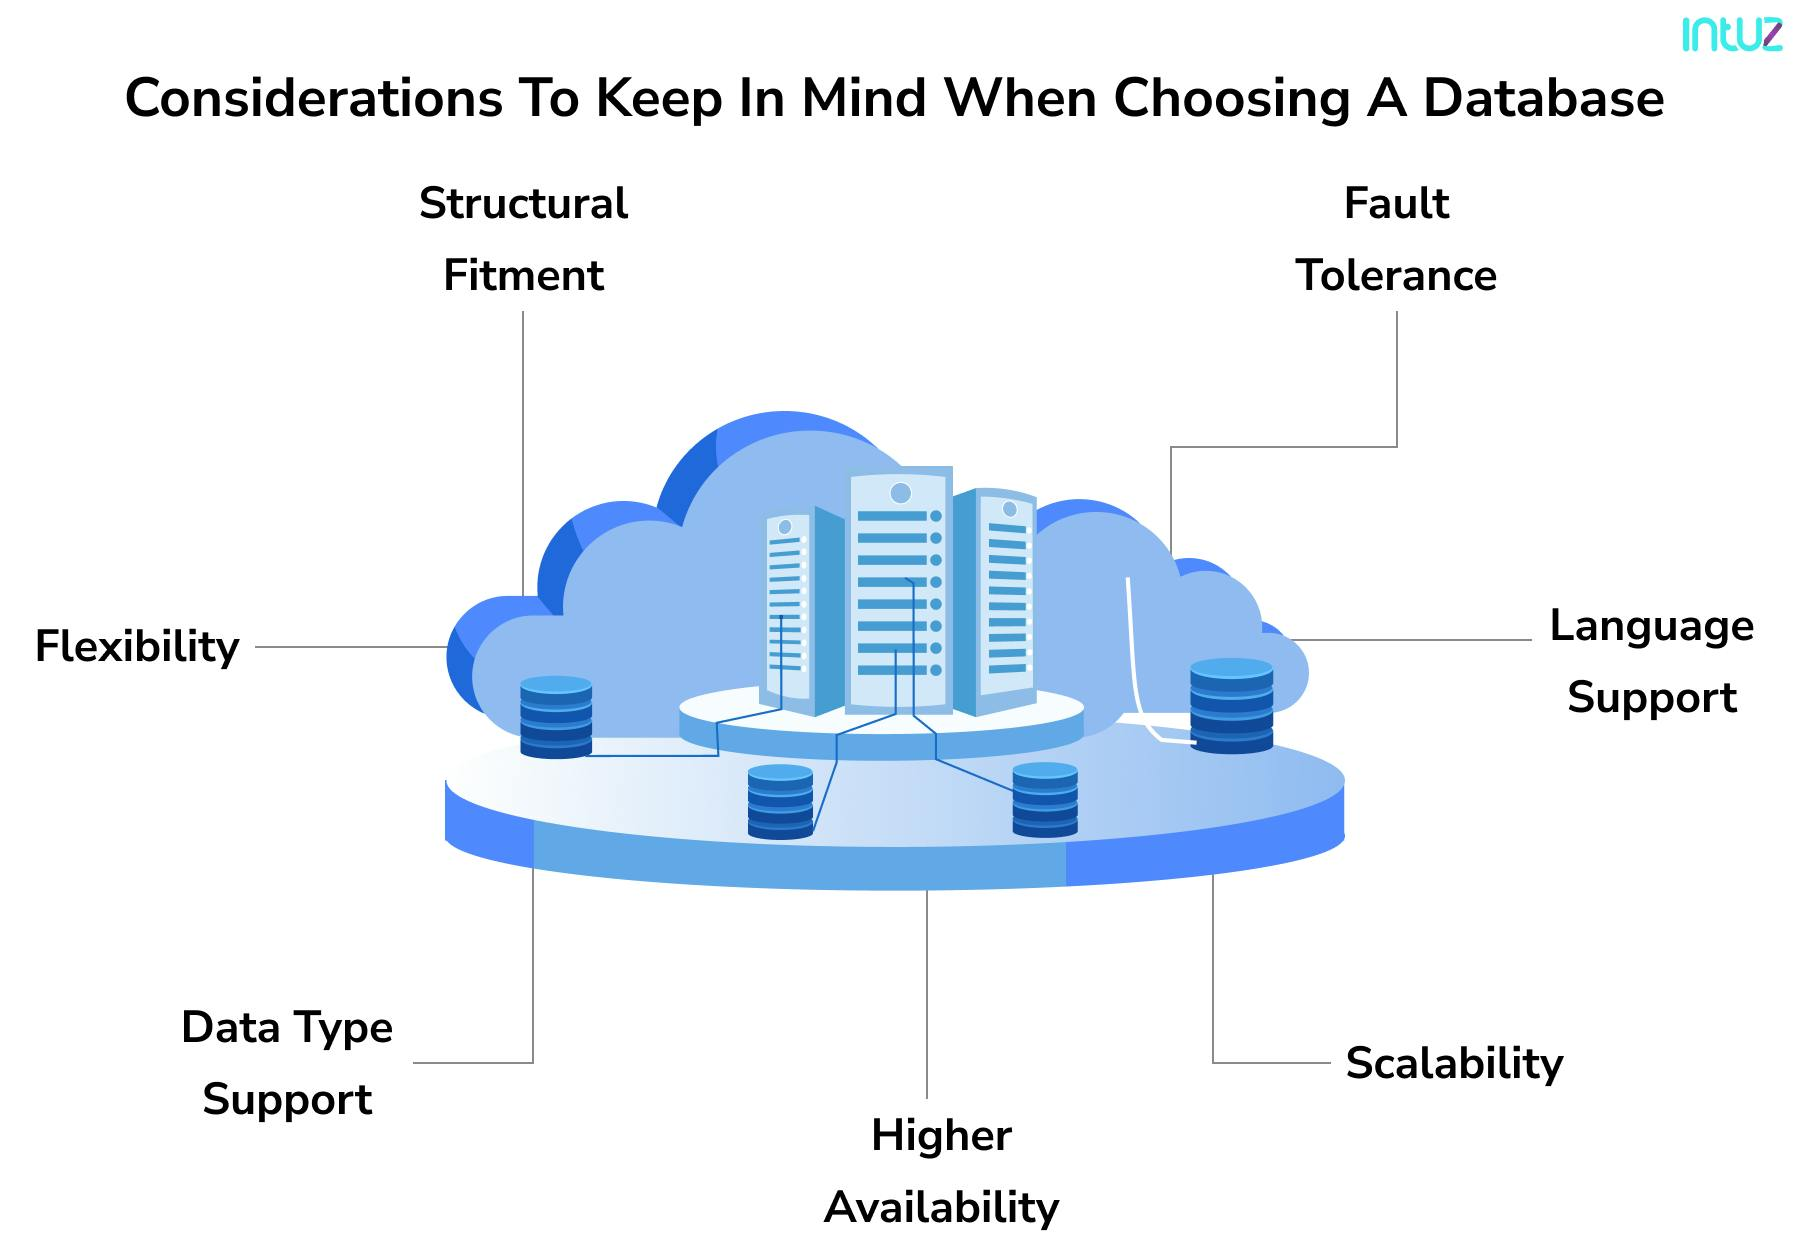 INTUZ
Considerations To Keep In Mind When Choosing A Database
Structural
Fitment
Fault
Tolerance
Flexibility
Language
Support
Data Type
Support
Scalability
Higher
Availability